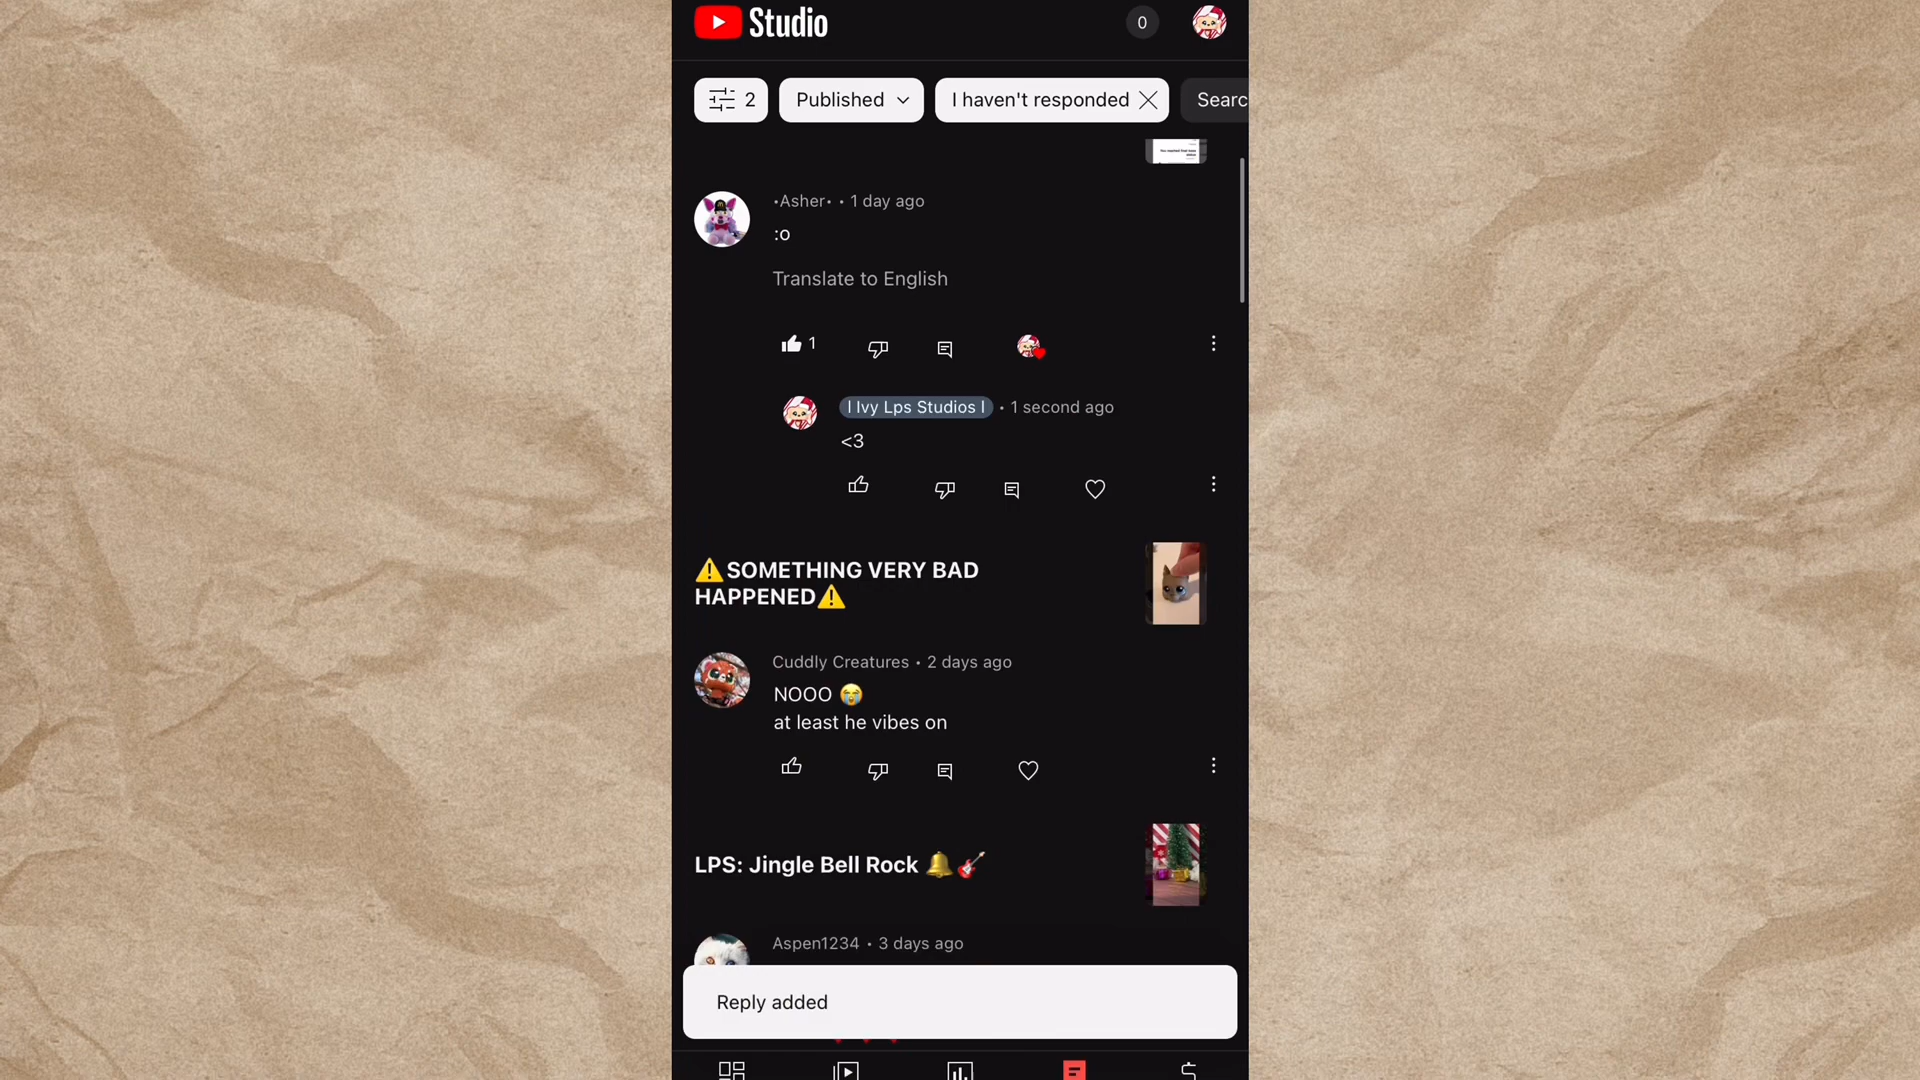 Studio
0
2
Published
I haven't responded
Searc
•Asher• • 1 day ago
:o
Translate to English
1
I Ivy Lps Studios I • 1 second ago
<3
⚠️SOMETHING VERY BAD
HAPPENED⚠️
Cuddly Creatures • 2 days ago
NOOO 😭
at least he vibes on
LPS: Jingle Bell Rock 🔔🎸
Aspen1234 • 3 days ago
Reply added